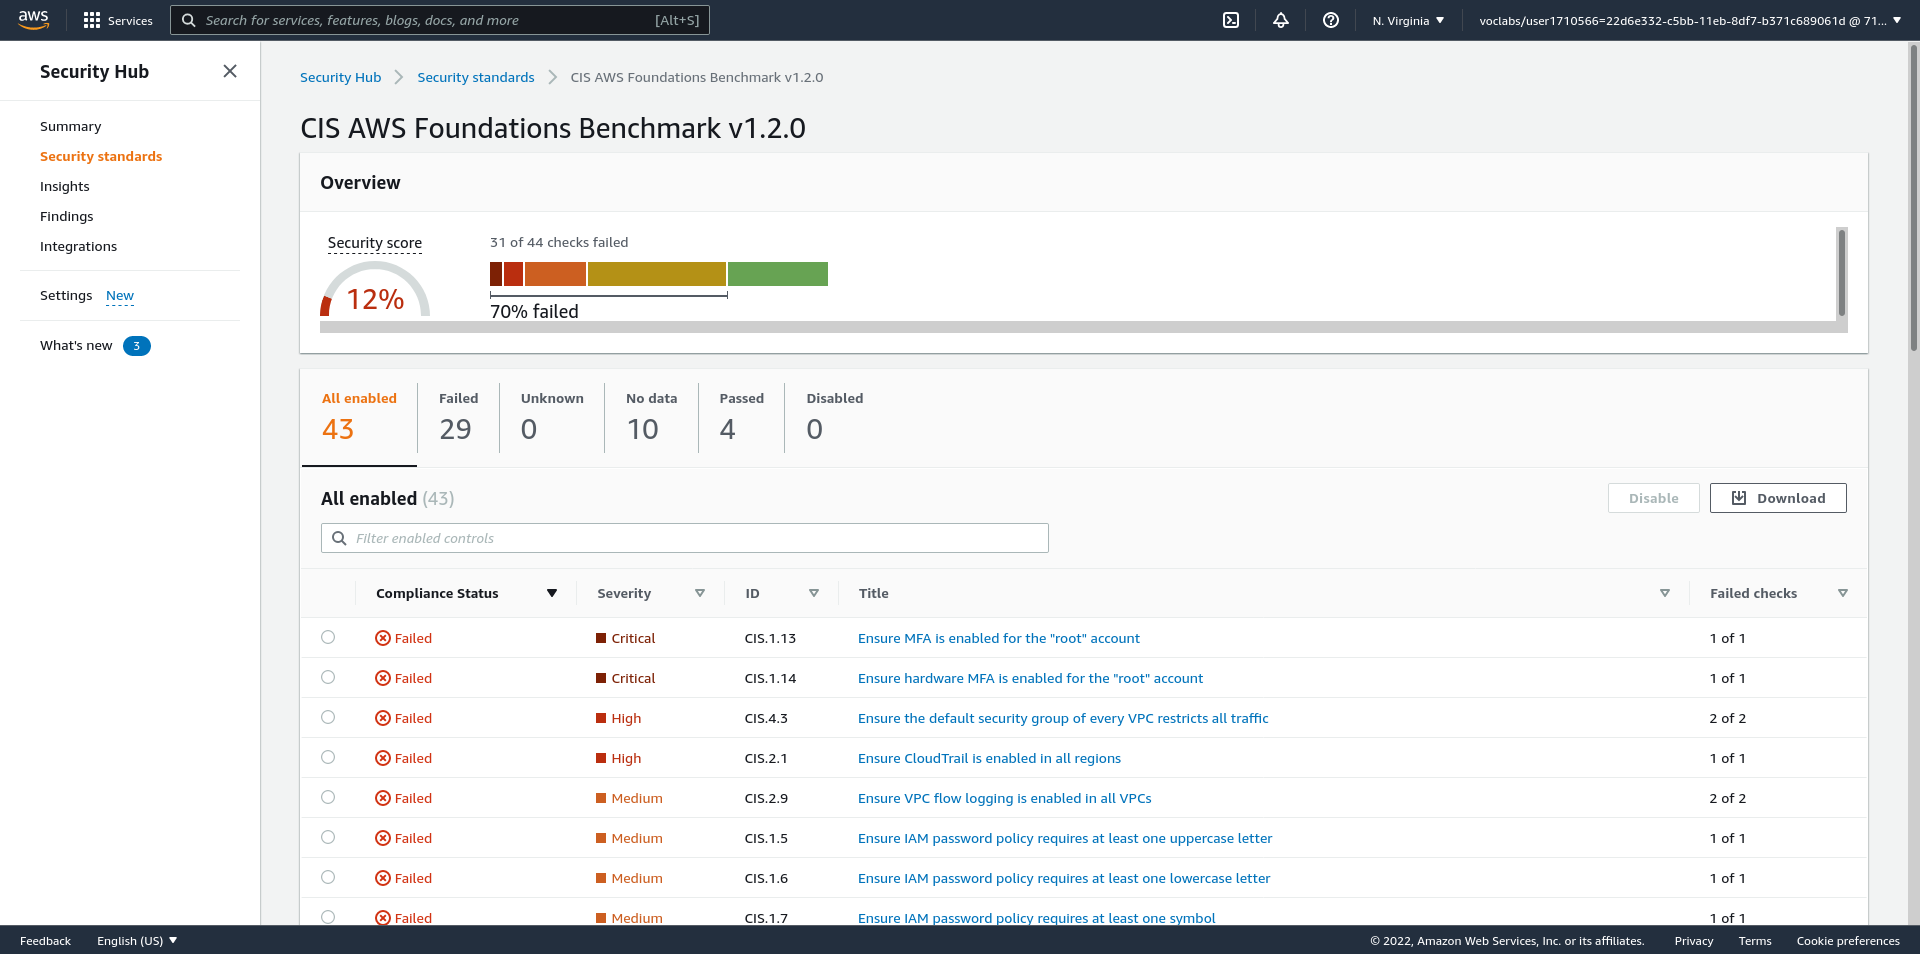 aws
Services
Search for services, features, blogs, docs, and more
[Alt+S]
N. Virginia
voclabs/user1710566=22d6e332-c5bb-11eb-8df7-b371c689061d @ 71...
Security Hub
Summary
Security standards
Insights
Findings
Integrations
Settings New
What's new 3
Security Hub > Security standards > CIS AWS Foundations Benchmark v1.2.0
CIS AWS Foundations Benchmark v1.2.0
Overview
Security score
12%
31 of 44 checks failed
70% failed
All enabled Failed Unknown No data Passed Disabled
43 29 0 10 4 0
All enabled (43)
Disable Download
Filter enabled controls
Compliance Status Severity ID Title Failed checks
Failed Critical CIS.1.13 Ensure MFA is enabled for the "root" account 1 of 1
Failed Critical CIS.1.14 Ensure hardware MFA is enabled for the "root" account 1 of 1
Failed High CIS.4.3 Ensure the default security group of every VPC restricts all traffic 2 of 2
Failed High CIS.2.1 Ensure CloudTrail is enabled in all regions 1 of 1
Failed Medium CIS.2.9 Ensure VPC flow logging is enabled in all VPCs 2 of 2
Failed Medium CIS.1.5 Ensure IAM password policy requires at least one uppercase letter 1 of 1
Failed Medium CIS.1.6 Ensure IAM password policy requires at least one lowercase letter 1 of 1
Failed Medium CIS.1.7 Ensure IAM password policy requires at least one symbol 1 of 1
Feedback English (US)
© 2022, Amazon Web Services, Inc. or its affiliates. Privacy Terms Cookie preferences